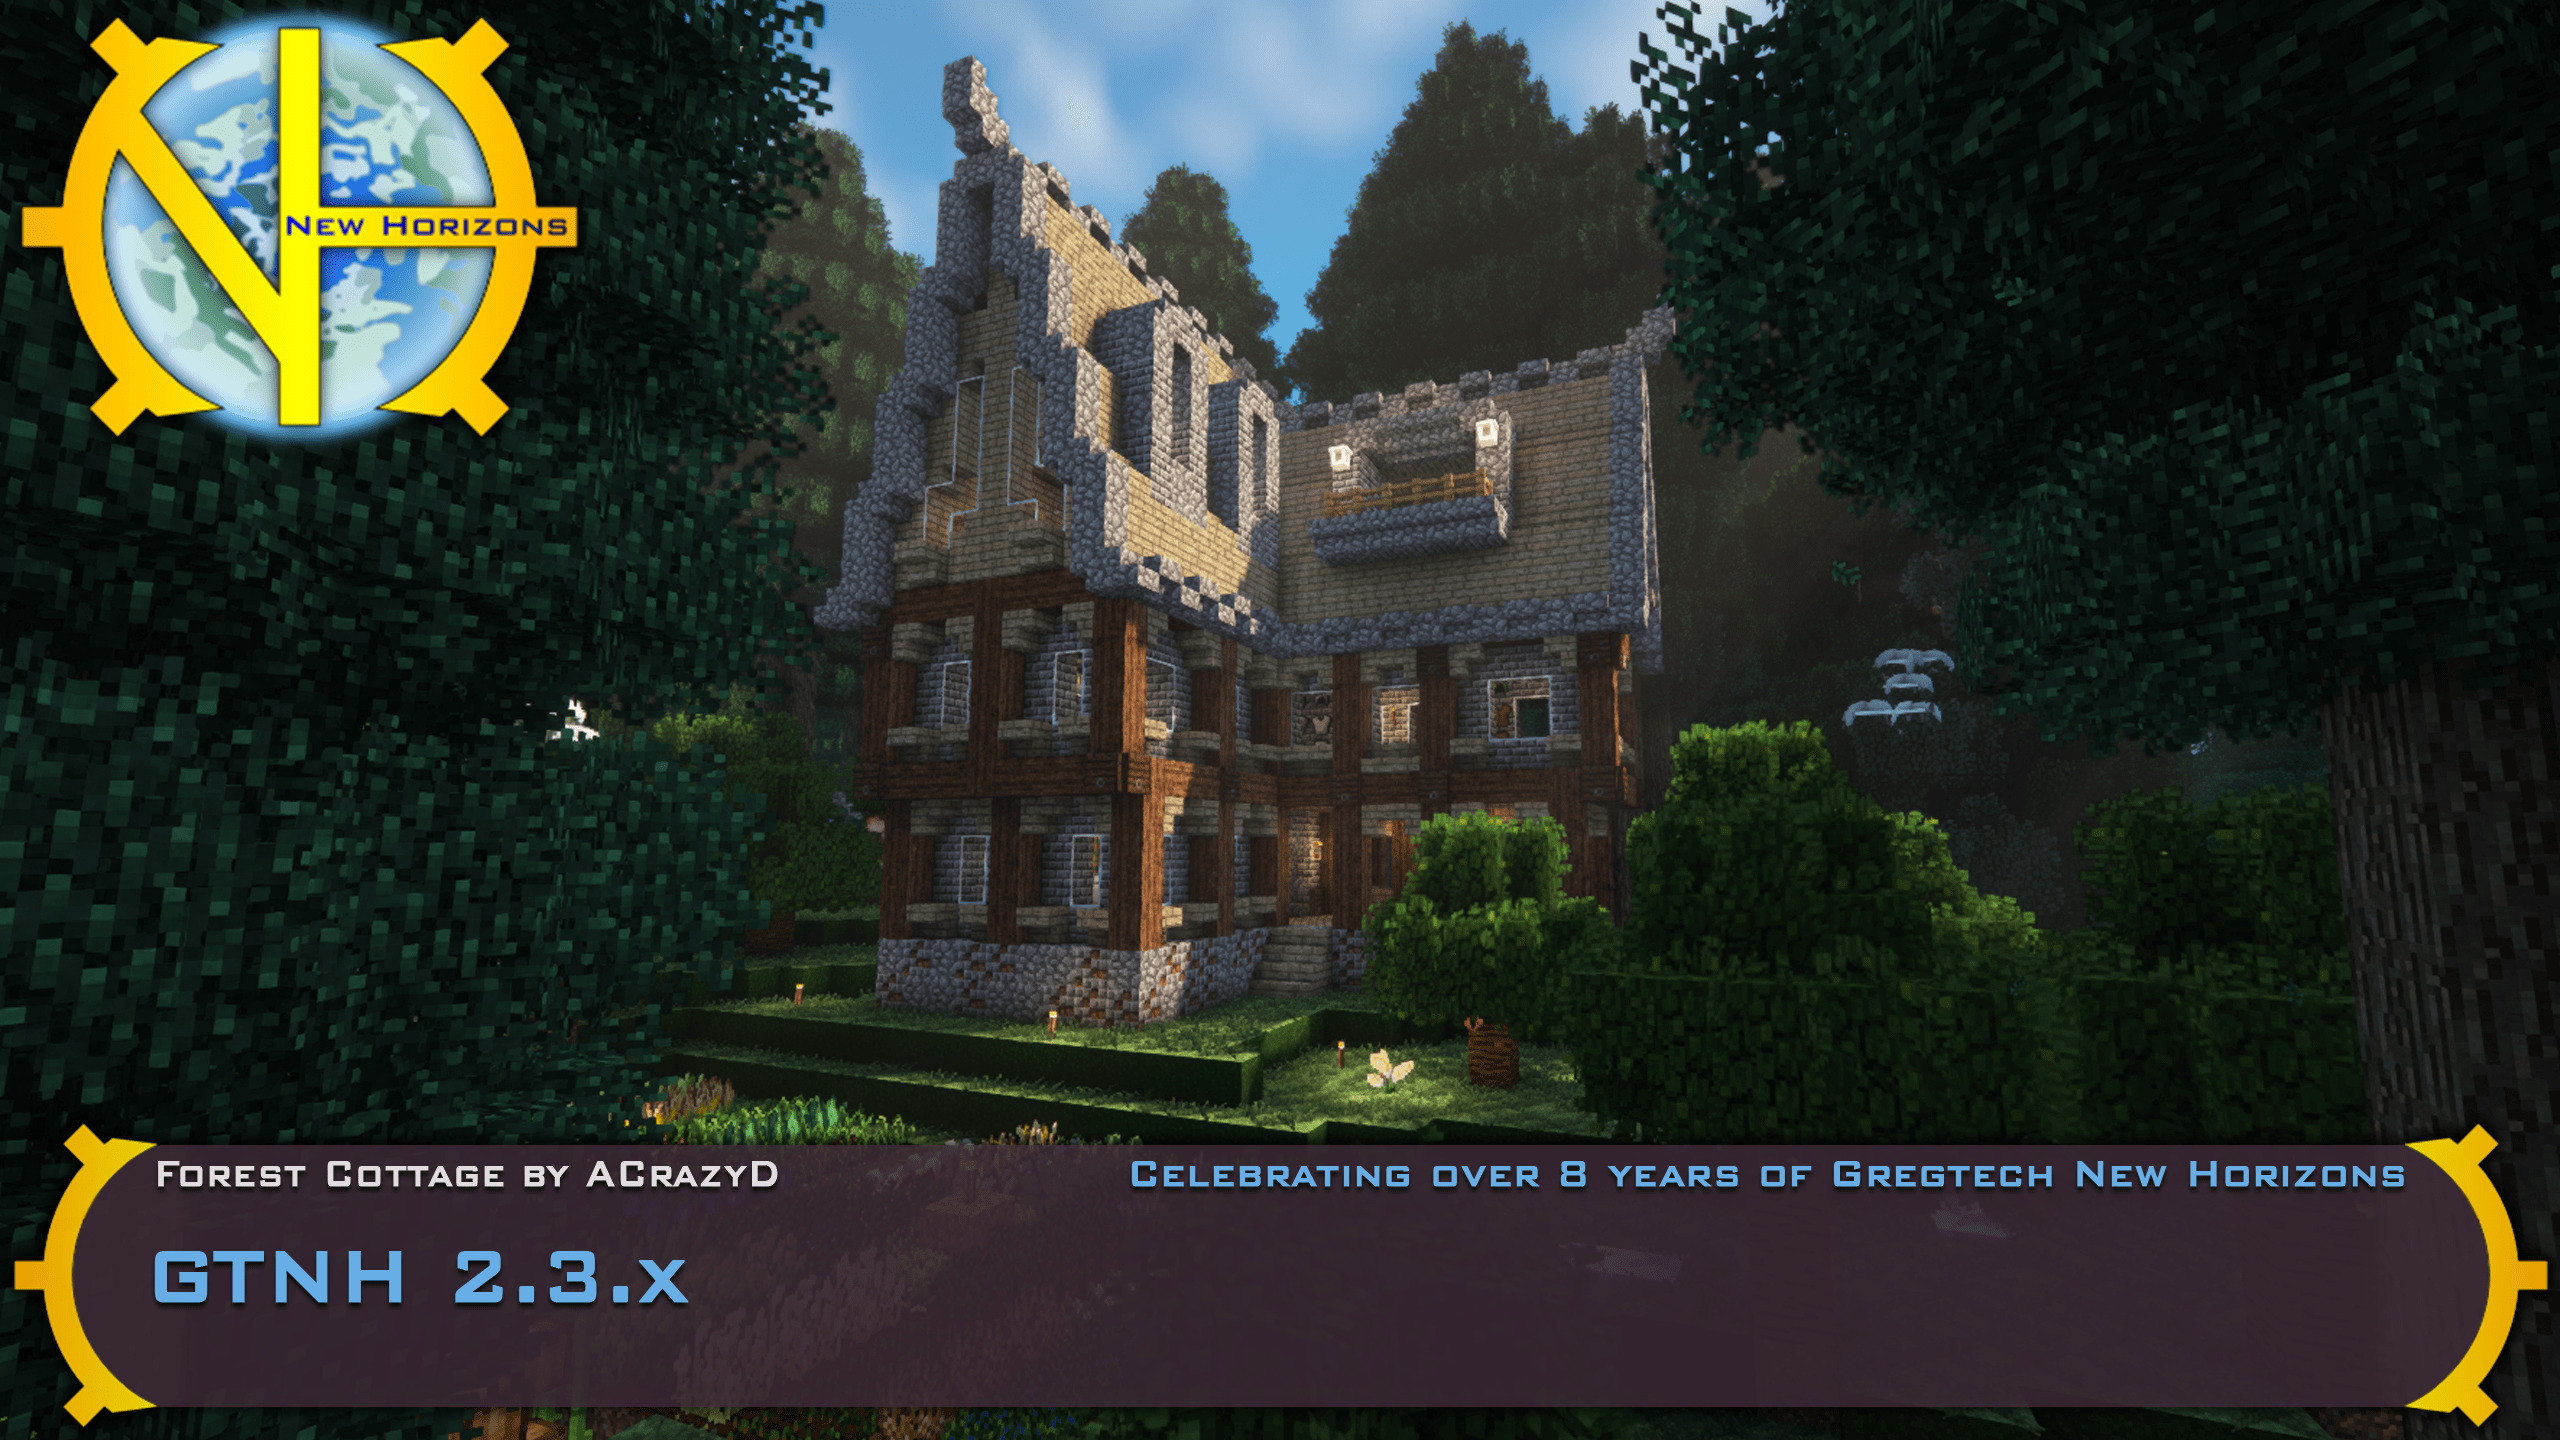 New Horizons
Forest Cottage by ACrazyD
Celebrating over 8 years of Gregtech New Horizons
GTNH 2.3.x